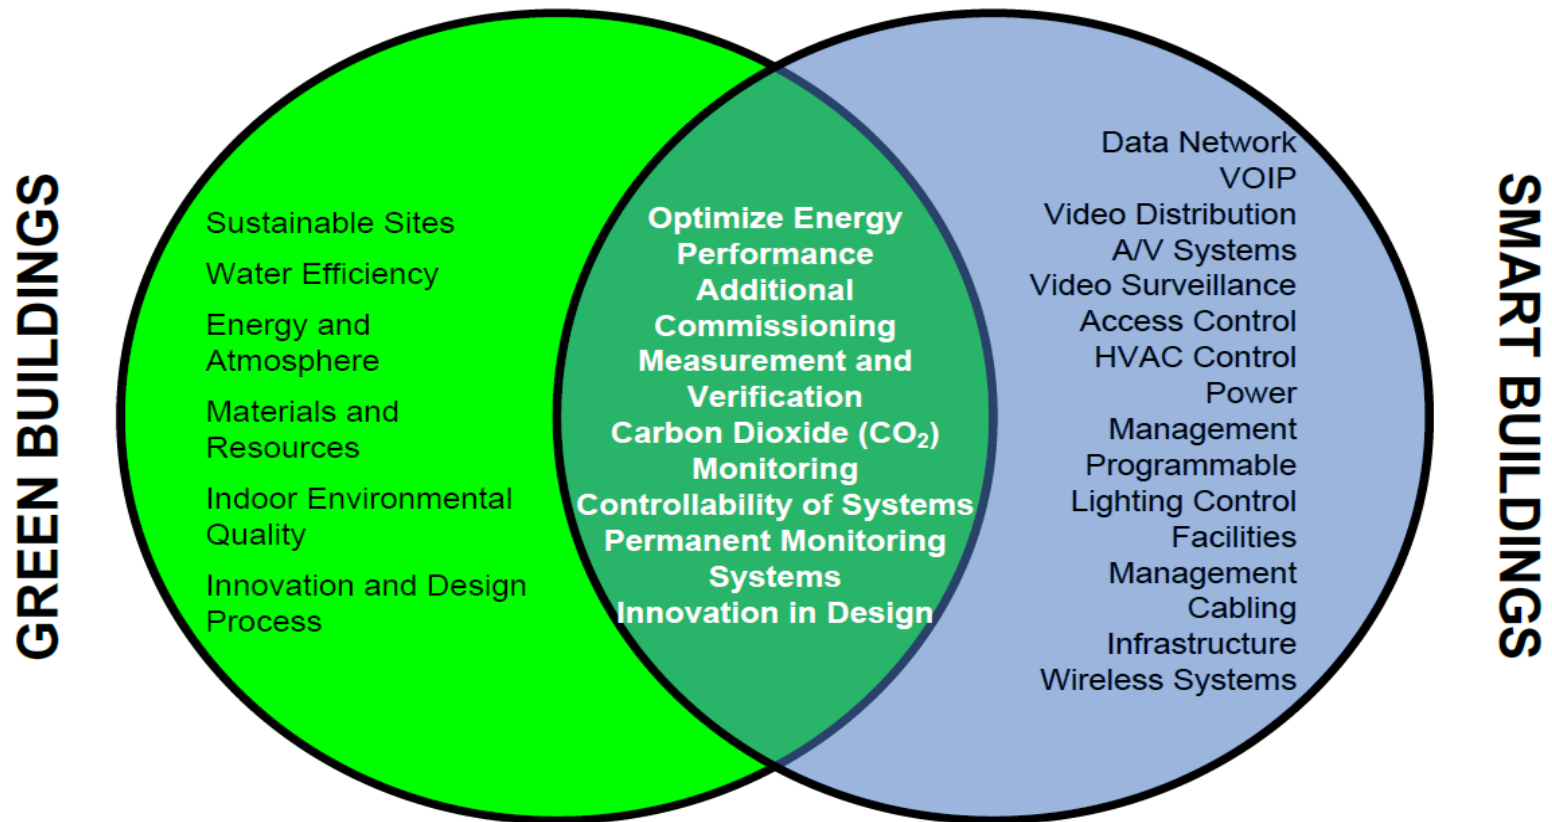 GREEN BUILDINGS
Sustainable Sites
Water Efficiency
Energy and
Atmosphere
Materials and
Resources
Indoor Environmental
Quality
Innovation and Design
Process
Optimize Energy
Performance
Additional
Commissioning
Measurement and
Verification
Carbon Dioxide (CO₂)
Monitoring
Controllability of Systems
Permanent Monitoring
Systems
Innovation in Design
Data Network
VOIP
Video Distribution
A/V Systems
Video Surveillance
Access Control
HVAC Control
Power
Management
Programmable
Lighting Control
Facilities
Management
Cabling
Infrastructure
Wireless Systems
SMART BUILDINGS